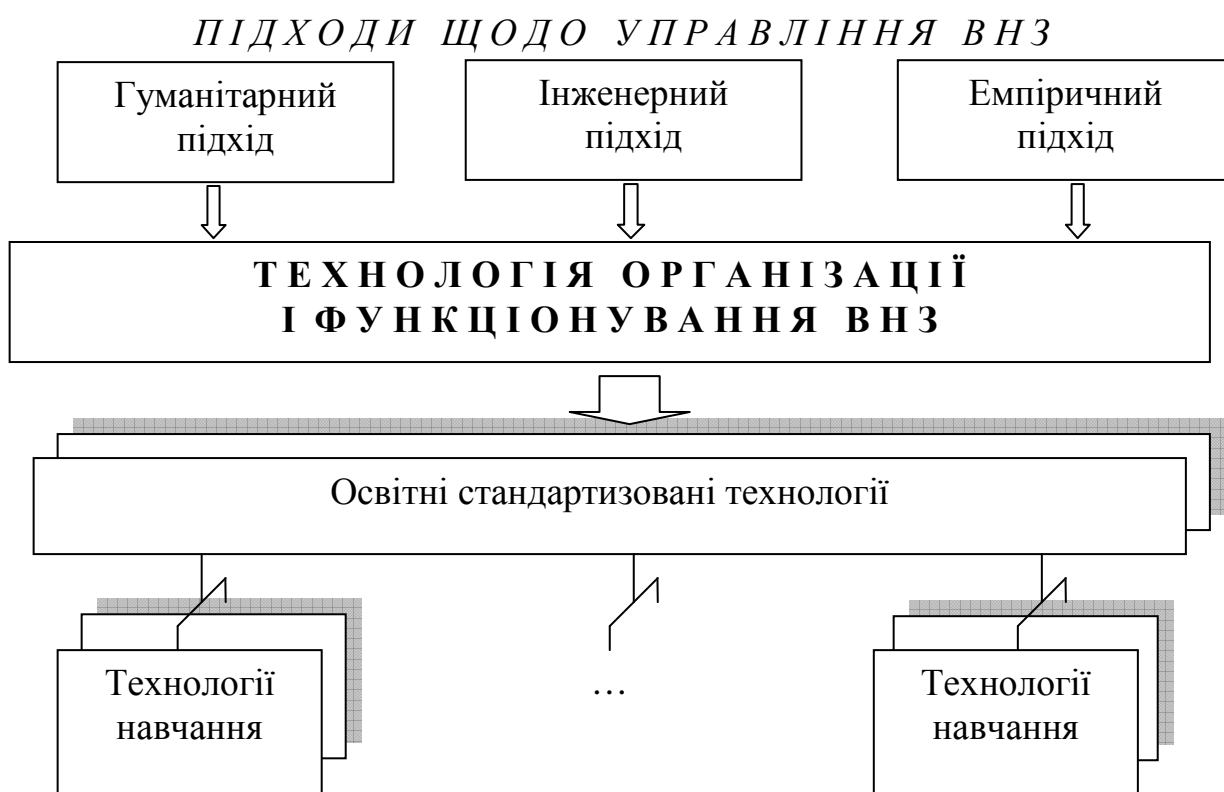 ПІДХОДИ ЩОДО УПРАВЛІННЯ ВНЗ
Гуманітарний
підхід
Інженерний
підхід
Емпіричний
підхід
ТЕХНОЛОГІЯ ОРГАНІЗАЦІЇ
І ФУНКЦІОНУВАННЯ ВНЗ
Освітні стандартизовані технології
Технології
навчання
…
Технології
навчання